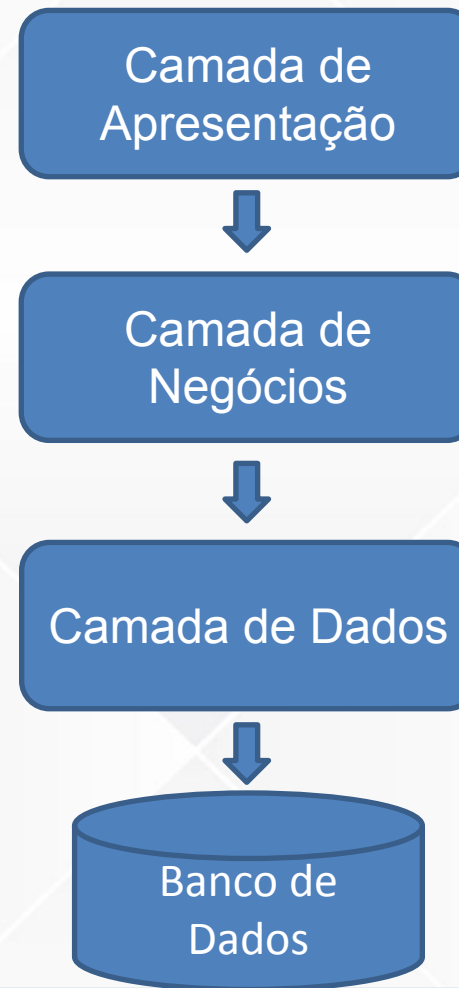 Camada de
Apresentação
Camada de
Negócios
Camada de Dados
Banco de
Dados